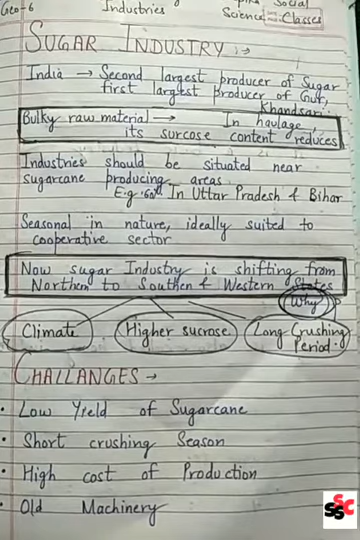 Geo-6 Industries Social
Science Classes
SUGAR INDUSTRY :→
India → Second largest producer of Sugar
first largest producer of Gur,
Khandsari
Bulky raw material → In haulage,
its surcose content reduces
Industries should be situated near
sugarcane producing areas
E.g. In Uttar Pradesh & Bihar
Seasonal in nature, ideally suited to
cooperative sector
Now sugar Industry is shifting from
Northern to Southen & Western States
Why
Climate Higher sucrose Long Crushing
Period.
CHALLANGES →
• Low Yield of Sugarcane
• Short crushing Season
• High cost of Production
• Old Machinery
SSC